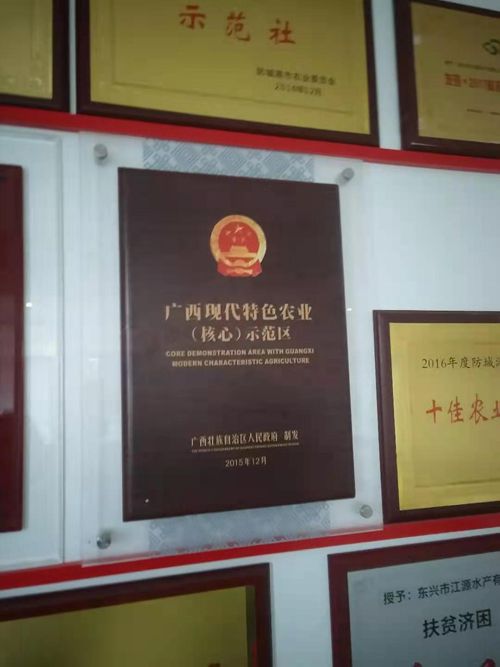 示范社
防城港市农业委员会
2016年12月
广西现代特色农业
（核心）示范区
CORE DEMONSTRATION AREA WITH GUANGXI
MODERN CHARACTERISTIC AGRICULTURE
广西壮族自治区人民政府 制发
2015年12月
2016年度防城
十佳农业
授予：东兴市江源水产有
扶贫济困